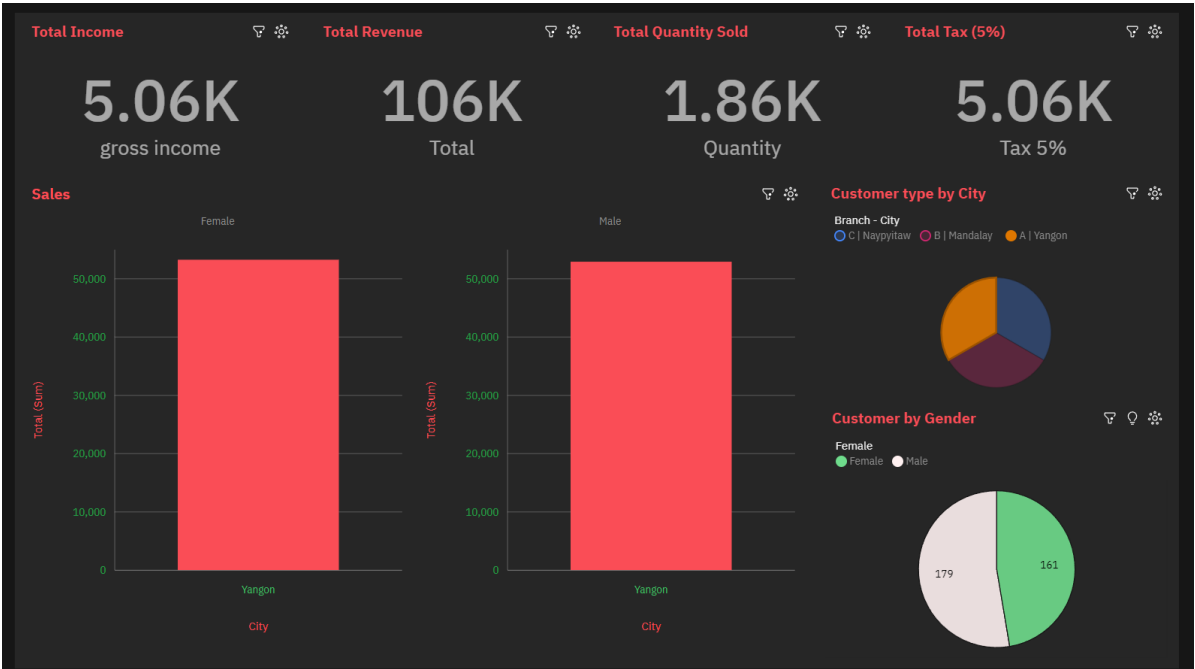 Total Income
Total Revenue
Total Quantity Sold
Total Tax (5%)
5.06K
106K
1.86K
5.06K
gross income
Total
Quantity
Tax 5%
Sales
Female
Male
Total (Sum)
50,000
40,000
30,000
20,000
10,000
0
Yangon
City
Total (Sum)
50,000
40,000
30,000
20,000
10,000
0
Yangon
City
Customer type by City
Branch - City
C | Naypyitaw B | Mandalay A | Yangon
Customer by Gender
Female
Female Male
179
161